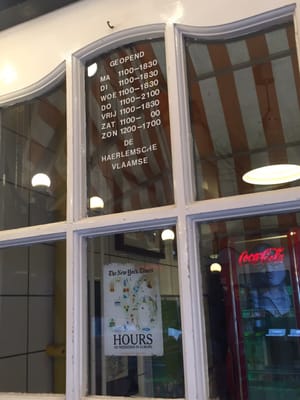 GEOPEND
MA 1100-1830
DI 1100-1830
WOE 1100-1830
DO 1100-2100
VRIJ 1100-1830
ZAT 1100- 00
ZON 1200-1700
DE
HAERLEMSCHE
VLAAMSE
Coca-Cola
The New York Times
HOURS